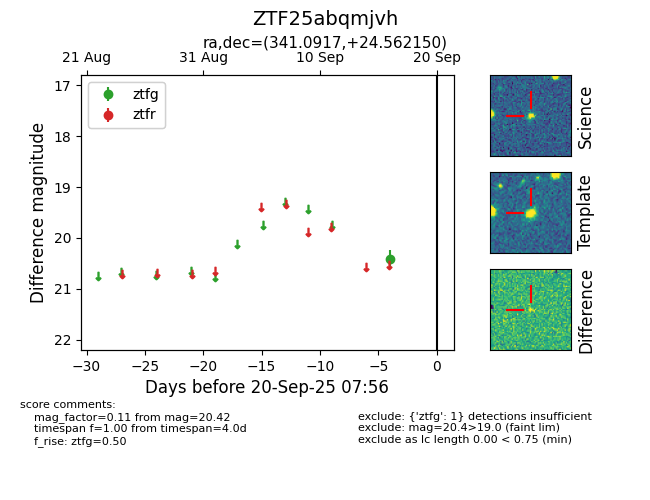 ZTF25abqmjvh
ra,dec=(341.0917,+24.562150)
21 Aug
31 Aug
10 Sep
20 Sep
17
18
19
20
21
22
Difference magnitude
ztfg
ztfr
−30
−25
−20
−15
−10
−5
0
Days before 20-Sep-25 07:56
Science
Template
Difference
score comments:
mag_factor=0.11 from mag=20.42
timespan f=1.00 from timespan=4.0d
f_rise: ztfg=0.50
exclude: {'ztfg': 1} detections insufficient
exclude: mag=20.4>19.0 (faint lim)
exclude as lc length 0.00 < 0.75 (min)